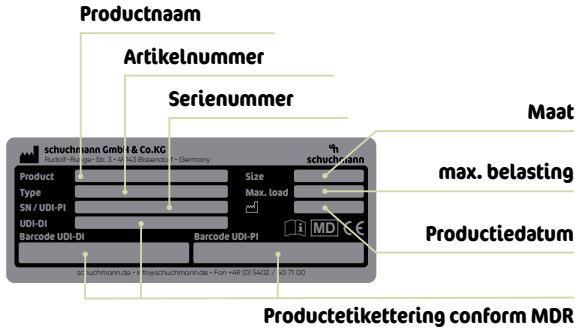 Productnaam
Artikelnummer
Serienummer
Maat
max. belasting
Productiedatum
schuchmann GmbH & Co.KG
Rudolf-Runge-Str. 3 • 49143 Bissendorf • Germany
schuchmann
Product
Size
Type
Max. load
SN / UDI-PI
UDI-DI
MD CE
Barcode UDI-DI
Barcode UDI-PI
schuchmann.de • info@schuchmann.de • Fon +49 (0) 5402 / 40 71 00
Productetikettering conform MDR